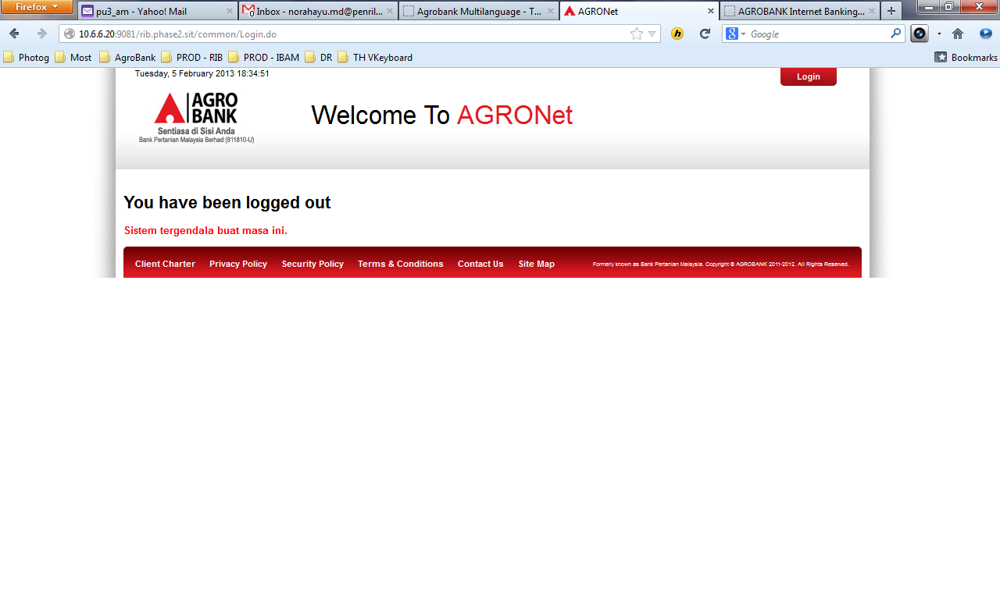 Firefox
pu3_am - Yahoo! Mail
Inbox - norahayu.md@penril...
Agrobank Multilanguage - T...
AGRONet
AGROBANK Internet Banking...
10.6.6.20:9081/rib.phase2.sit/common/Login.do
Google
Photog
Most
AgroBank
PROD - RIB
PROD - IBAM
DR
TH VKeyboard
Bookmarks
Tuesday, 5 February 2013 18:34:51
Login
AGRO
BANK
Sentiasa di Sisi Anda
Bank Pertanian Malaysia Berhad (811810-U)
Welcome To AGRONet
You have been logged out
Sistem tergendala buat masa ini.
Client Charter
Privacy Policy
Security Policy
Terms & Conditions
Contact Us
Site Map
Formerly known as Bank Pertanian Malaysia. Copyright © AGROBANK 2011-2012. All Rights Reserved.